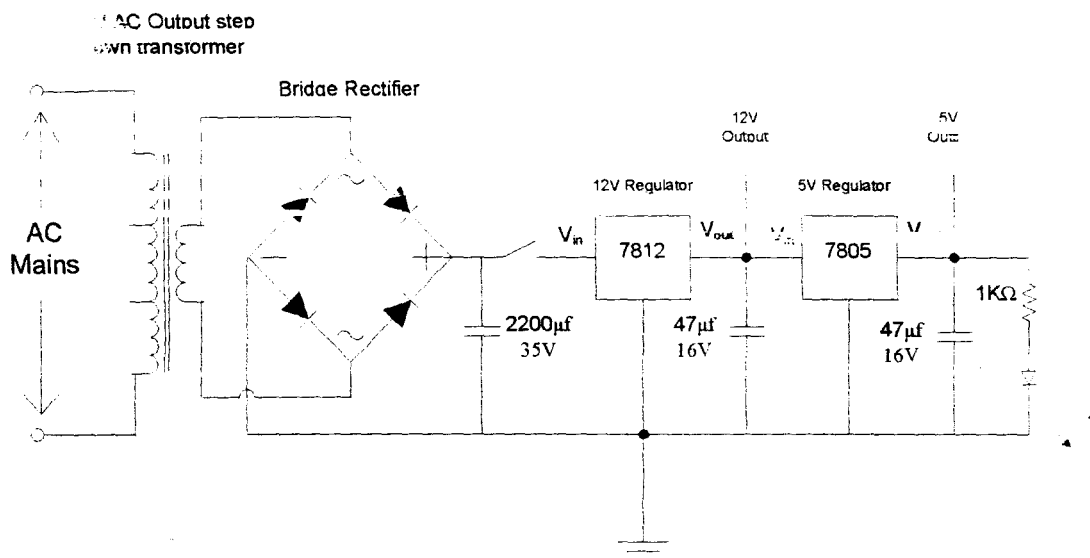 AC Output step
transformer
Bridge Rectifier
12V
Output
5V
12V Regulator
5V Regulator
AC
Mains
Vin
7812
Vout
Vin
7805
V
1KΩ
2200μf
35V
47μf
16V
47μf
16V